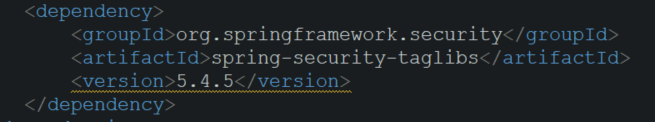 <dependency>
<groupId>org.springframework.security</groupId>
<artifactId>spring-security-taglibs</artifactId>
<version>5.4.5</version>
</dependency>